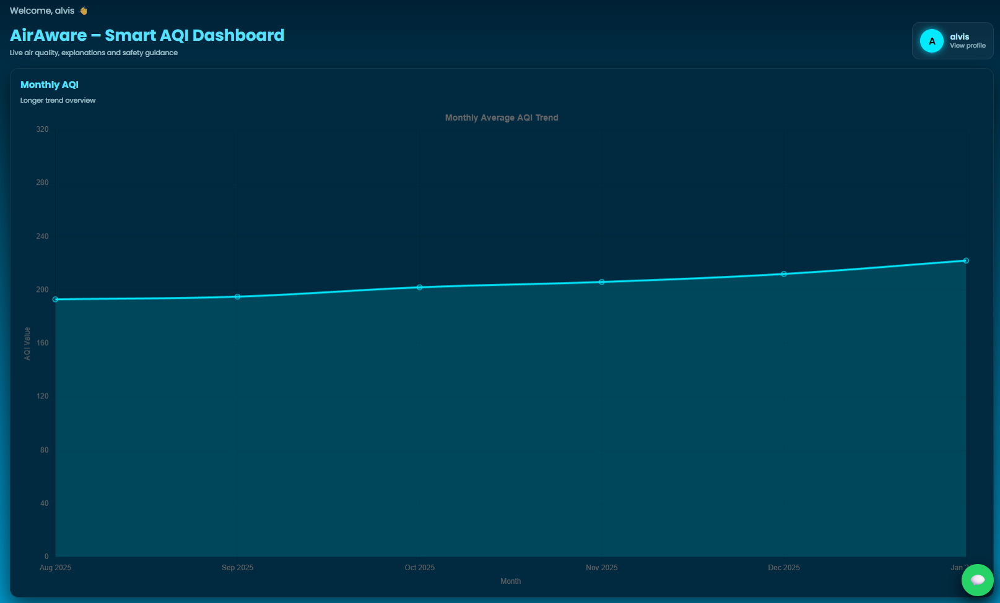 Welcome, alvis 👋
AirAware – Smart AQI Dashboard
Live air quality, explanations and safety guidance
A
alvis
View profile
Monthly AQI
Longer trend overview
Monthly Average AQI Trend
320
280
240
200
160
120
80
40
0
AQI Value
Aug 2025
Sep 2025
Oct 2025
Nov 2025
Dec 2025
Jan
Month